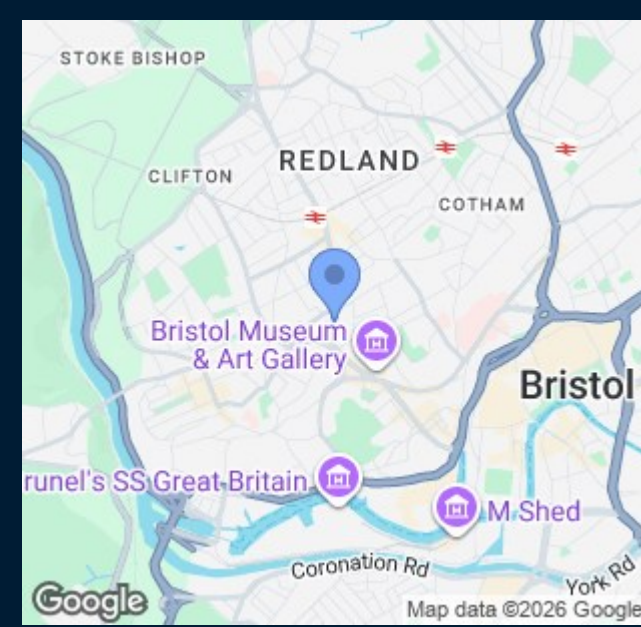 STOKE BISHOP
REDLAND
CLIFTON
COTHAM
Bristol Museum
& Art Gallery
Bristol
runel's SS Great Britain
M Shed
Coronation Rd
York Rd
Google
Map data ©2026 Google